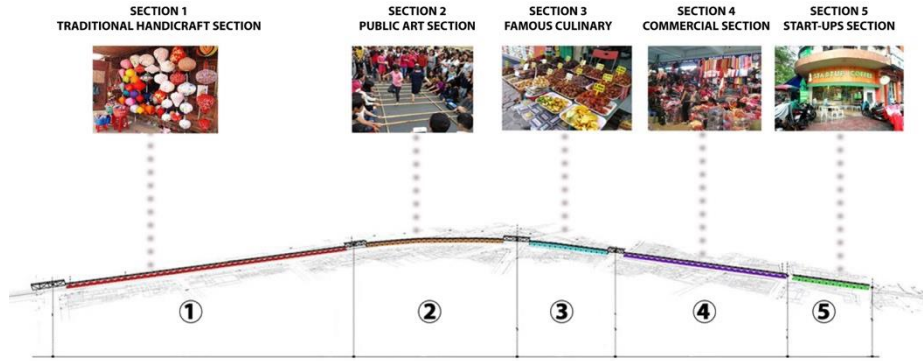 SECTION 1
TRADITIONAL HANDICRAFT SECTION
SECTION 2
PUBLIC ART SECTION
SECTION 3
FAMOUS CULINARY
SECTION 4
COMMERCIAL SECTION
SECTION 5
START-UPS SECTION
1
2
3
4
5